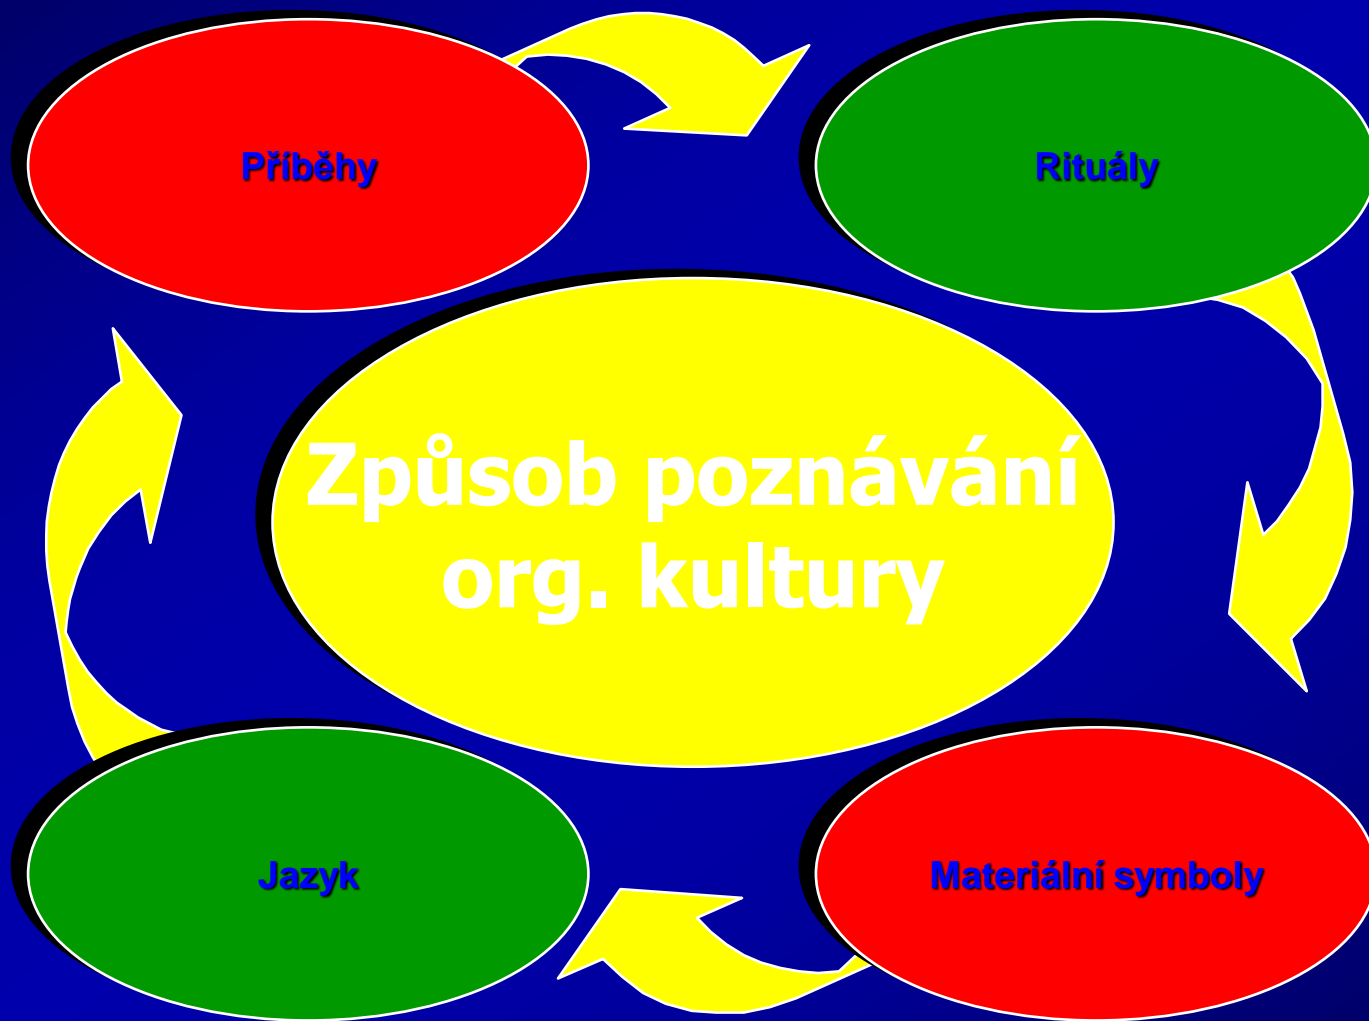 Příběhy
Rituály
Způsob poznávání
org. kultury
Jazyk
Materiální symboly